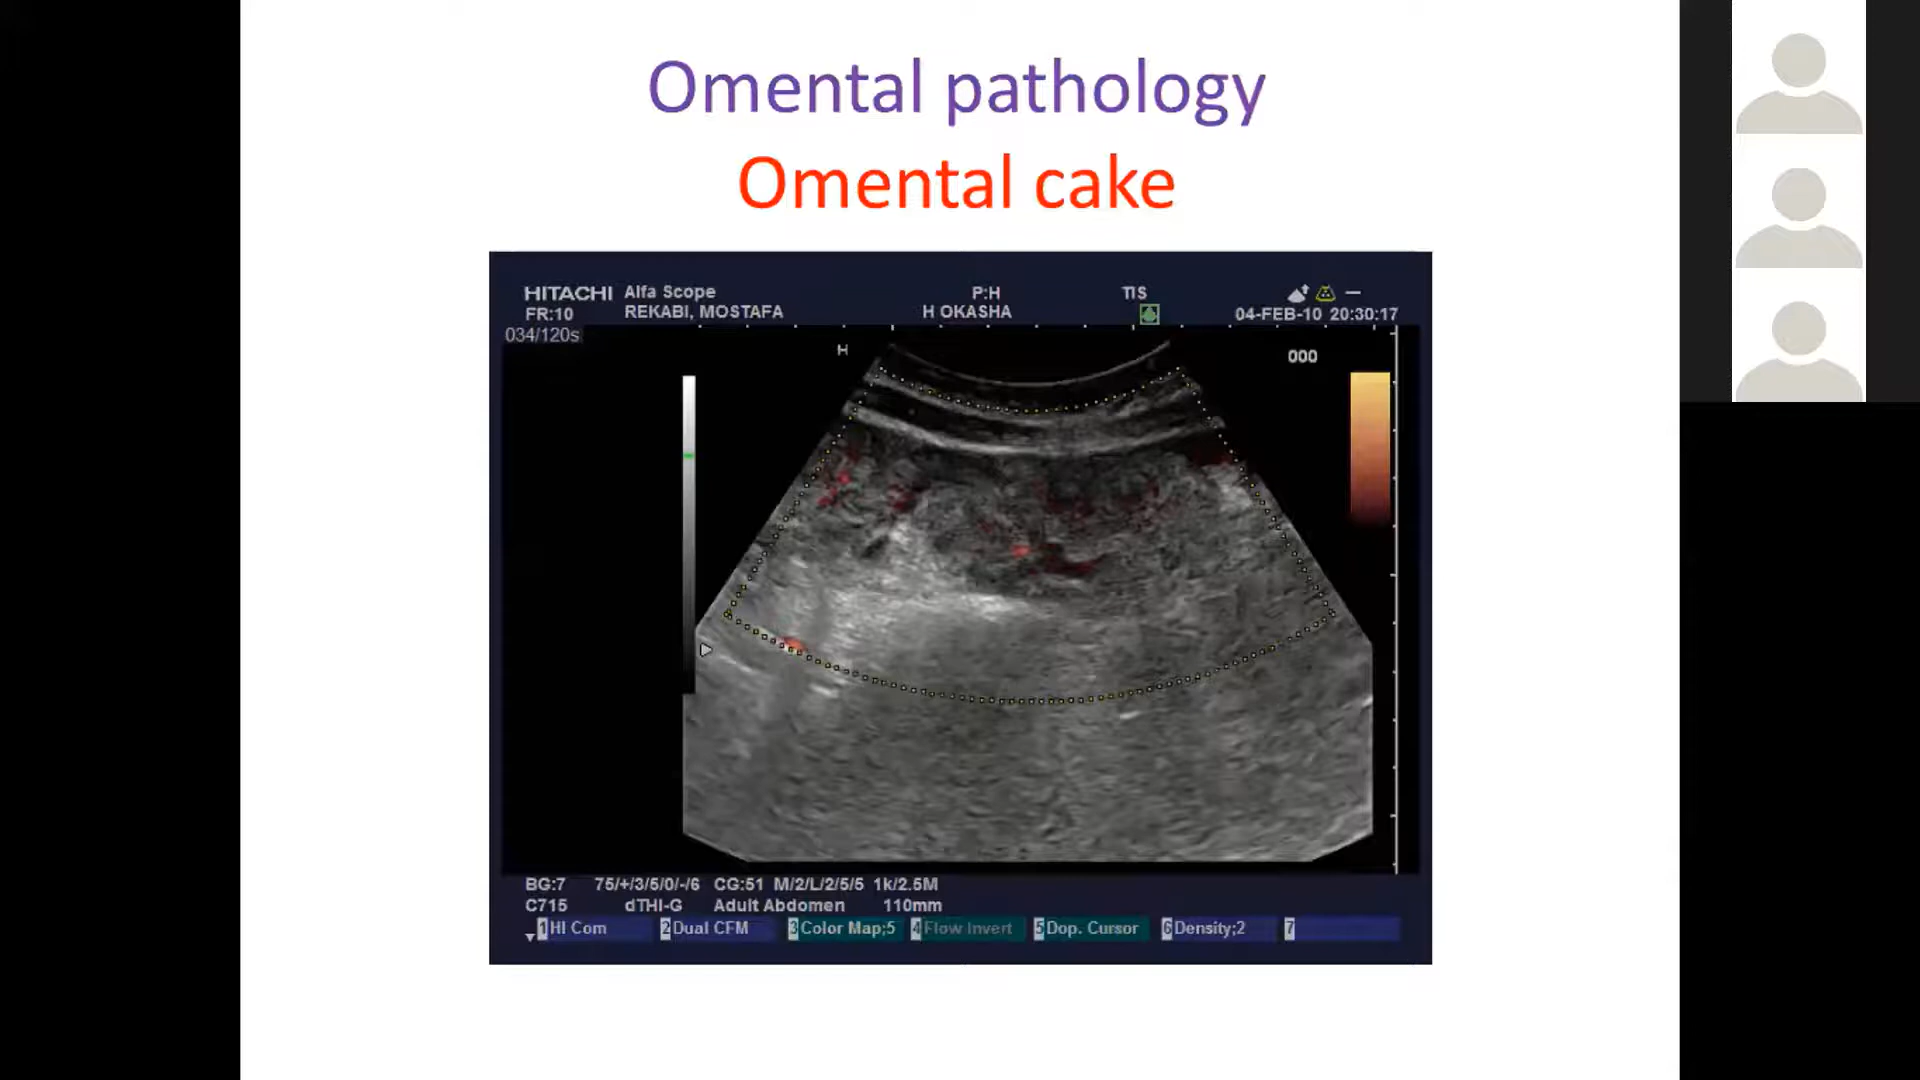 Omental pathology
Omental cake
HITACHI Alfa Scope P:H TIS
FR:10 REKABI, MOSTAFA H OKASHA 04-FEB-10 20:30:17
034/120s
H
000
BG:7 75/+/3/5/0/-/6 CG:51 M/2/L/2/5/5 1k/2.5M
C715 dTHI-G Adult Abdomen 110mm
1 HI Com 2 Dual CFM 3 Color Map;5 4 Flow Invert 5 Dop. Cursor 6 Density;2 7